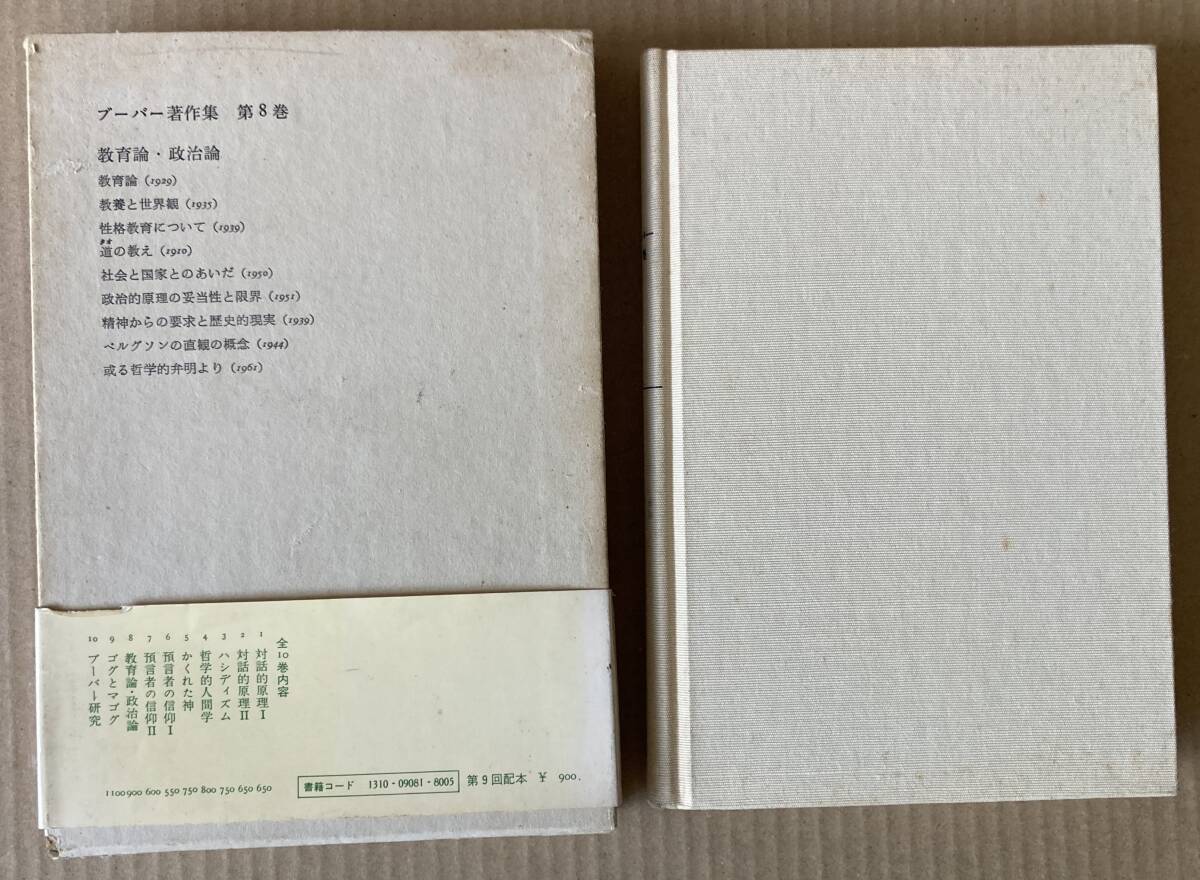 ブーバー著作集　第8巻
教育論・政治論
教育論 (1929)
教養と世界観 (1935)
性格教育について (1939)
タオ
道の教え (1910)
社会と国家とのあいだ (1950)
政治的原理の妥当性と限界 (1951)
精神からの要求と歴史的現実 (1939)
ベルグソンの直観の概念 (1944)
或る哲学的弁明より (1961)
全10巻内容
1 対話的原理 I
2 対話的原理 II
3 ハシディズム
4 哲学的人間学
5 かくれた神
6 預言者の信仰 I
7 預言者の信仰 II
8 教育論・政治論
9 ゴグとマゴグ
10 ブーバー研究
1100 900 600 550 750 800 750 650 650
書籍コード　1310-09081-8005　第9回配本　¥ 900.